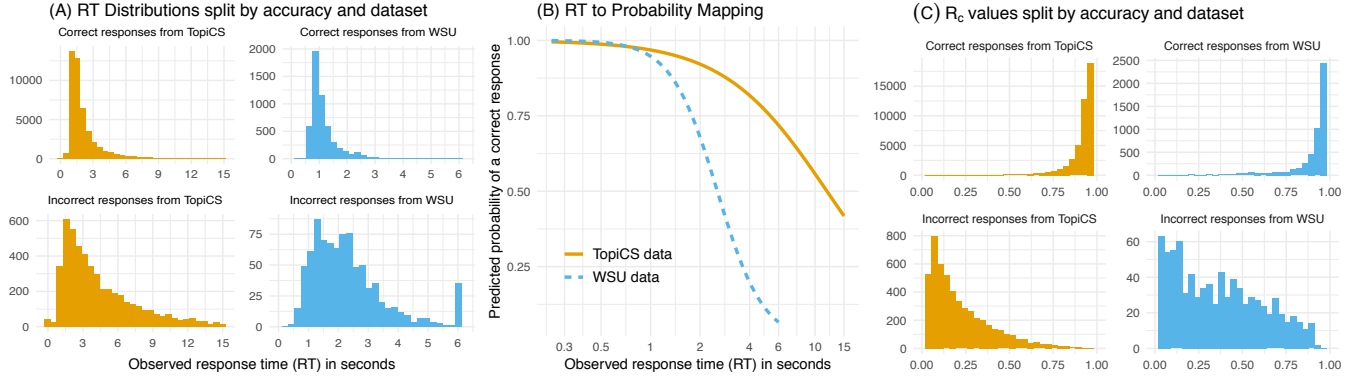 (A) RT Distributions split by accuracy and dataset
Correct responses from TopiCS
Correct responses from WSU
10000
5000
0
0 3 6 9 12 15
2000
1500
1000
500
0
0 1 2 3 4 5 6
Incorrect responses from TopiCS
Incorrect responses from WSU
600
400
200
0
0 3 6 9 12 15
75
50
25
0
0 1 2 3 4 5 6
Observed response time (RT) in seconds
(B) RT to Probability Mapping
Predicted probability of a correct response
1.00
0.75
0.50
0.25
TopiCS data
WSU data
0.3 0.5 1 2 4 6 10 15
Observed response time (RT) in seconds
(C) Rc values split by accuracy and dataset
Correct responses from TopiCS
Correct responses from WSU
15000
10000
5000
0
0.00 0.25 0.50 0.75 1.00
2500
2000
1500
1000
500
0
0.00 0.25 0.50 0.75 1.00
Incorrect responses from TopiCS
Incorrect responses from WSU
800
600
400
200
0
0.00 0.25 0.50 0.75 1.00
60
40
20
0
0.00 0.25 0.50 0.75 1.00